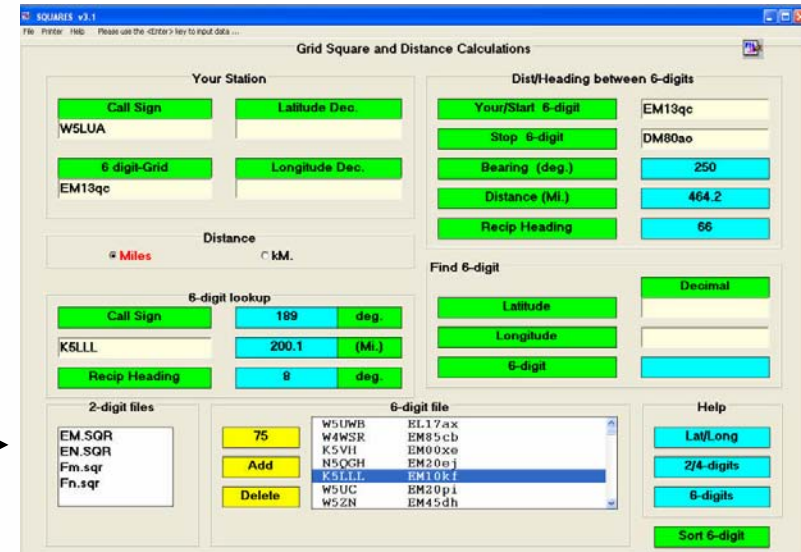 SQUARES v3.1
File Printer Help Please use the <Enter> key to input data ...
Grid Square and Distance Calculations
Your Station
Call Sign Latitude Dec.
W5LUA
6 digit-Grid Longitude Dec.
EM13qc
Distance
Miles kM.
6-digit lookup
Call Sign 189 deg.
K5LLL 200.1 (Mi.)
Recip Heading 8 deg.
Dist/Heading between 6-digits
Your/Start 6-digit EM13qc
Stop 6-digit DM80ao
Bearing (deg.) 250
Distance (Mi.) 464.2
Recip Heading 66
Find 6-digit
Decimal
Latitude
Longitude
6-digit
2-digit files
EM.SQR
EN.SQR
Fm.sqr
Fn.sqr
6-digit file
75
Add
Delete
W5UWB EL17ax
W4WSR EM85cb
K5VH EM00xe
N5QGH EM20ej
K5LLL EM10kf
W5UC EM20pi
W5ZN EM45dh
Help
Lat/Long
2/4-digits
6-digits
Sort 6-digit